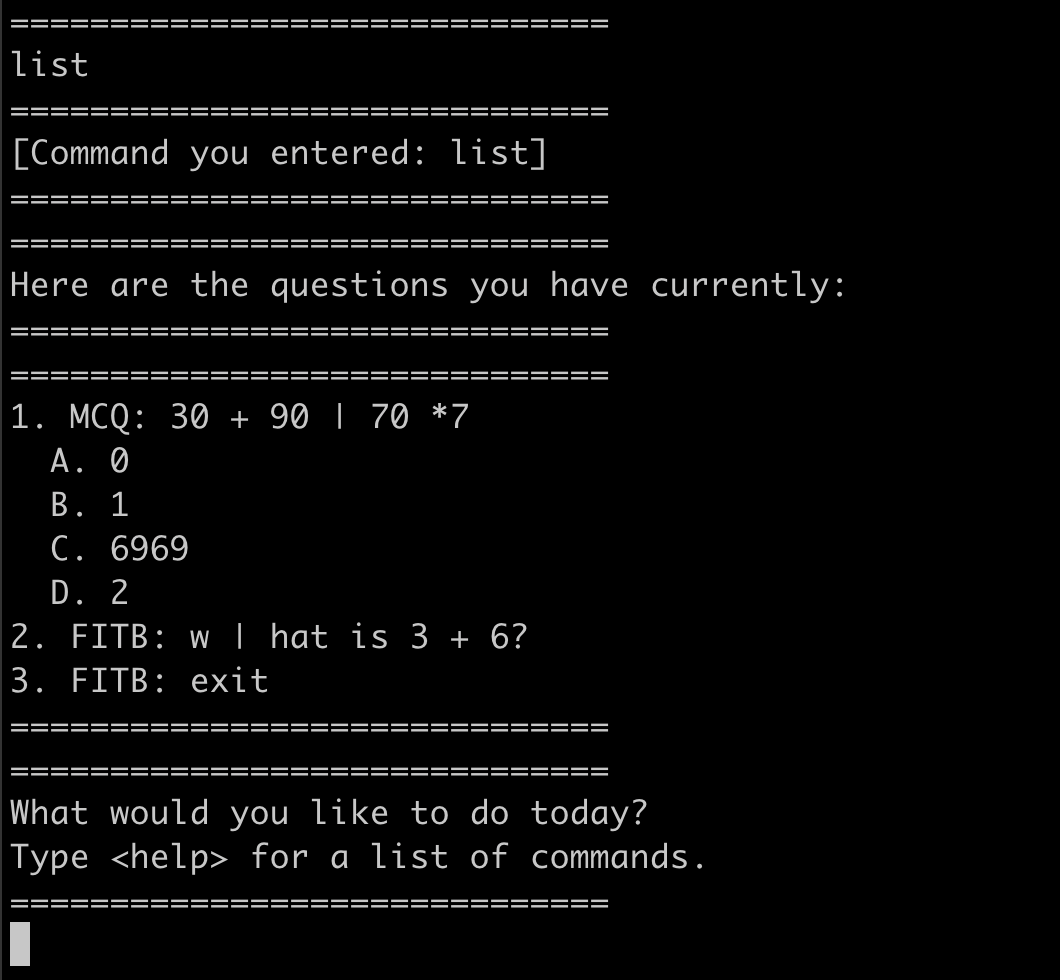 ==============================
list
==============================
[Command you entered: list]
==============================
==============================
Here are the questions you have currently:
==============================
==============================
1. MCQ: 30 + 90 | 70 *7
  A. 0
  B. 1
  C. 6969
  D. 2
2. FITB: w | hat is 3 + 6?
3. FITB: exit
==============================
==============================
What would you like to do today?
Type <help> for a list of commands.
==============================